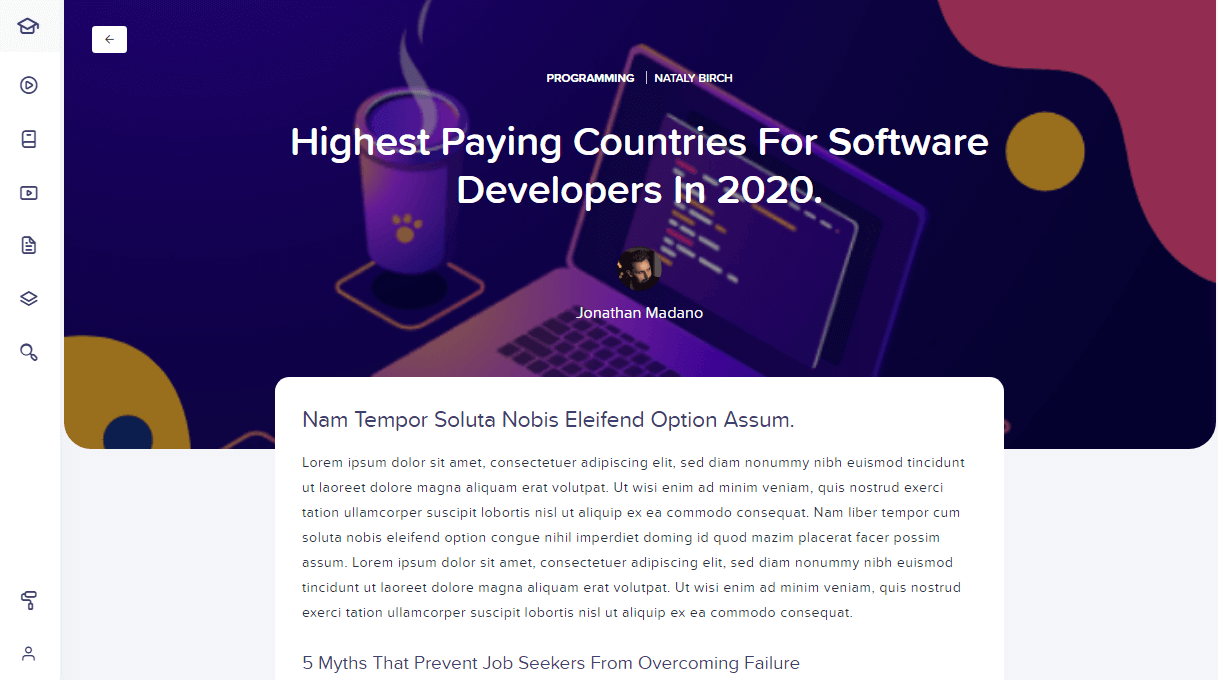 PROGRAMMING | NATALY BIRCH
Highest Paying Countries For Software
Developers In 2020.
Jonathan Madano
Nam Tempor Soluta Nobis Eleifend Option Assum.
Lorem ipsum dolor sit amet, consectetuer adipiscing elit, sed diam nonummy nibh euismod tincidunt
ut laoreet dolore magna aliquam erat volutpat. Ut wisi enim ad minim veniam, quis nostrud exerci
tation ullamcorper suscipit lobortis nisl ut aliquip ex ea commodo consequat. Nam liber tempor cum
soluta nobis eleifend option congue nihil imperdiet doming id quod mazim placerat facer possim
assum. Lorem ipsum dolor sit amet, consectetuer adipiscing elit, sed diam nonummy nibh euismod
tincidunt ut laoreet dolore magna aliquam erat volutpat. Ut wisi enim ad minim veniam, quis nostrud
exerci tation ullamcorper suscipit lobortis nisl ut aliquip ex ea commodo consequat.
5 Myths That Prevent Job Seekers From Overcoming Failure